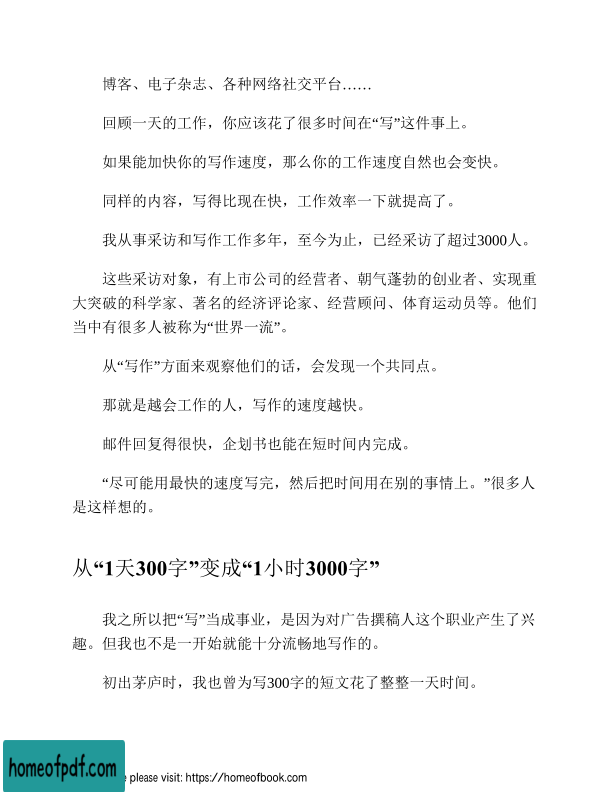 博客、电子杂志、各种网络社交平台……
回顾一天的工作，你应该花了很多时间在“写”这件事上。
如果能加快你的写作速度，那么你的工作速度自然也会变快。
同样的内容，写得比现在快，工作效率一下就提高了。
我从事采访和写作工作多年，至今为止，已经采访了超过3000人。
这些采访对象，有上市公司的经营者、朝气蓬勃的创业者、实现重
大突破的科学家、著名的经济评论家、经营顾问、体育运动员等。他们
当中有很多人被称为“世界一流”。
从“写作”方面来观察他们的话，会发现一个共同点。
那就是越会工作的人，写作的速度越快。
邮件回复得很快，企划书也能在短时间内完成。
“尽可能用最快的速度写完，然后把时间用在别的事情上。”很多人
是这样想的。
从“1天300字”变成“1小时3000字”
我之所以把“写”当成事业，是因为对广告撰稿人这个职业产生了兴
趣。但我也不是一开始就能十分流畅地写作的。
初出茅庐时，我也曾为写300字的短文花了整整一天时间。
homeofpdf.com
e please visit: https://homeofbook.com